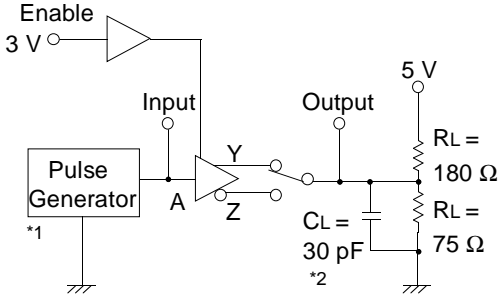 Enable
3 V
5 V
Input
Output
Pulse
Generator
*1
A
Y
Z
CL =
30 pF
*2
RL =
180 Ω
RL =
75 Ω